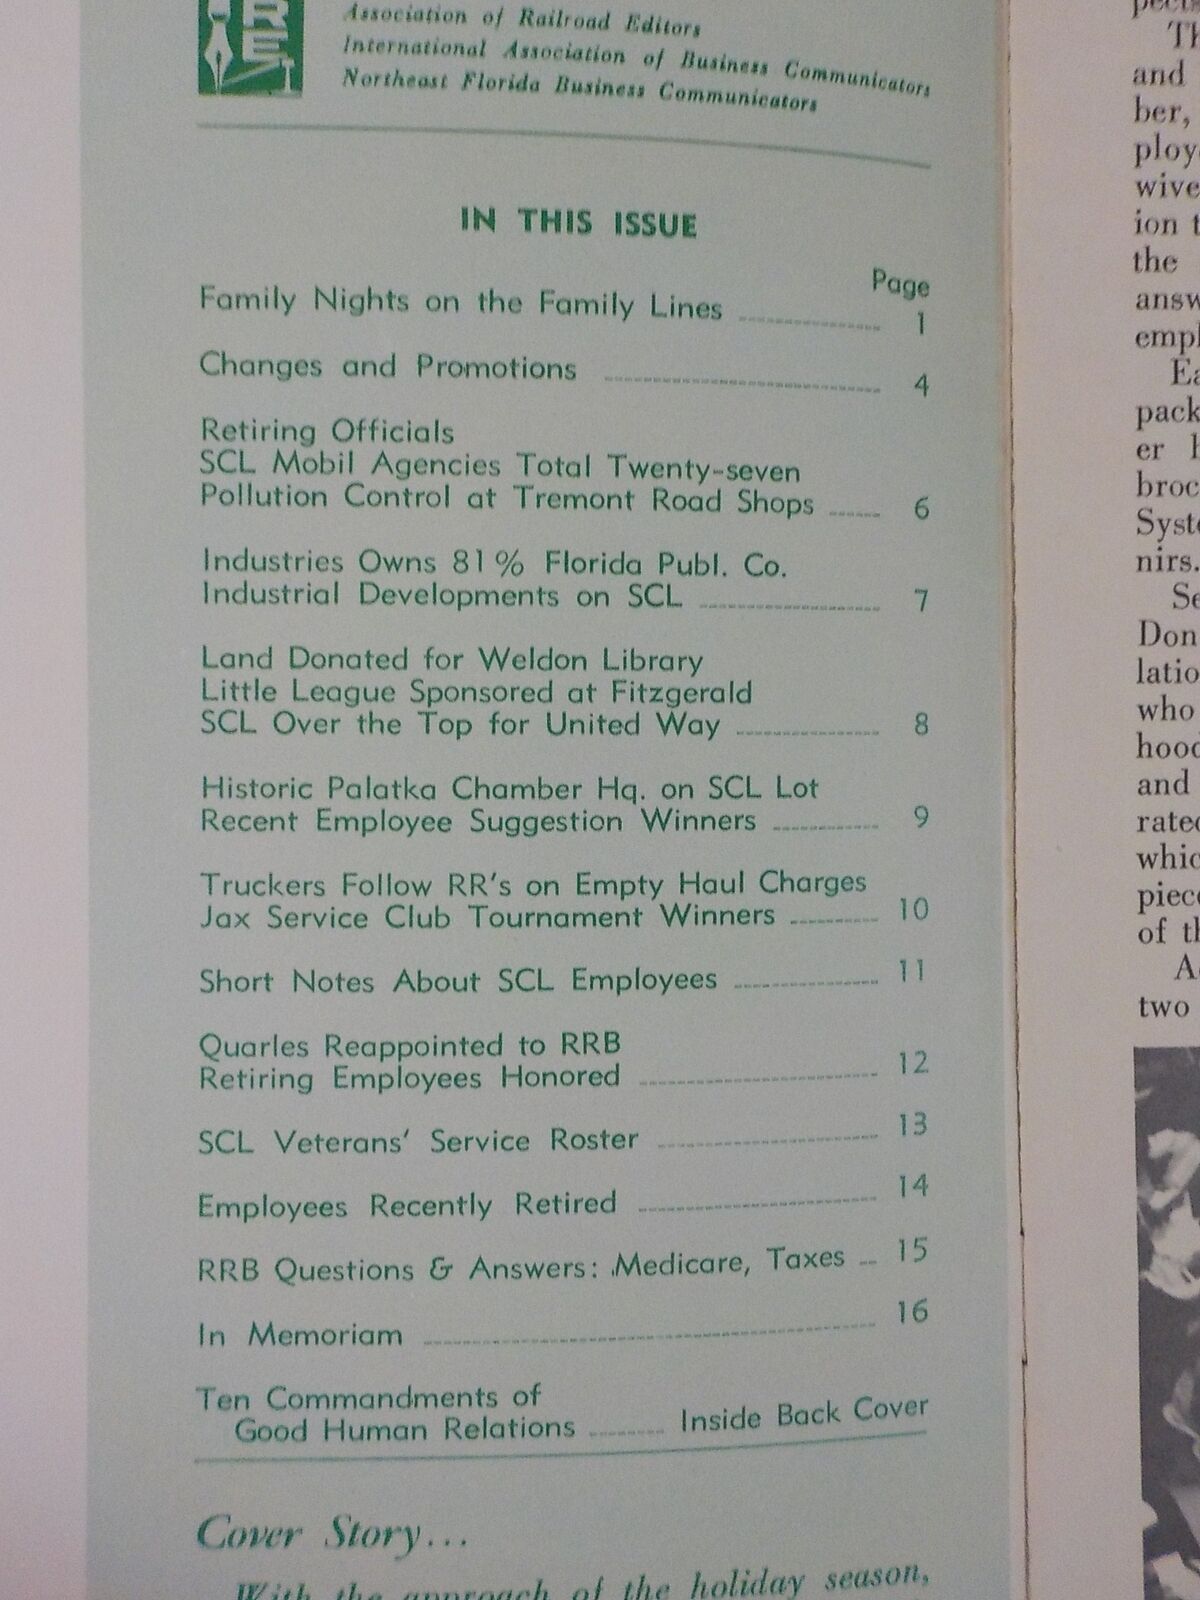 RE
Association of Railroad Editors
International Association of Business Communicators
Northeast Florida Business Communicators
IN THIS ISSUE
Page
Family Nights on the Family Lines 1
Changes and Promotions 4
Retiring Officials
SCL Mobil Agencies Total Twenty-seven
Pollution Control at Tremont Road Shops 6
Industries Owns 81% Florida Publ. Co.
Industrial Developments on SCL 7
Land Donated for Weldon Library
Little League Sponsored at Fitzgerald
SCL Over the Top for United Way 8
Historic Palatka Chamber Hq. on SCL Lot
Recent Employee Suggestion Winners 9
Truckers Follow RR's on Empty Haul Charges
Jax Service Club Tournament Winners 10
Short Notes About SCL Employees 11
Quarles Reappointed to RRB
Retiring Employees Honored 12
SCL Veterans' Service Roster 13
Employees Recently Retired 14
RRB Questions & Answers: Medicare, Taxes 15
In Memoriam 16
Ten Commandments of
Good Human Relations Inside Back Cover
Cover Story...
With the approach of the holiday season,
Th
and
ber,
ploy
wive
ion t
the
answ
empl
Ea
pack
er h
broc
Syste
nirs.
Se
Don
latio
who
hood
and
rated
whic
piece
of th
As
two